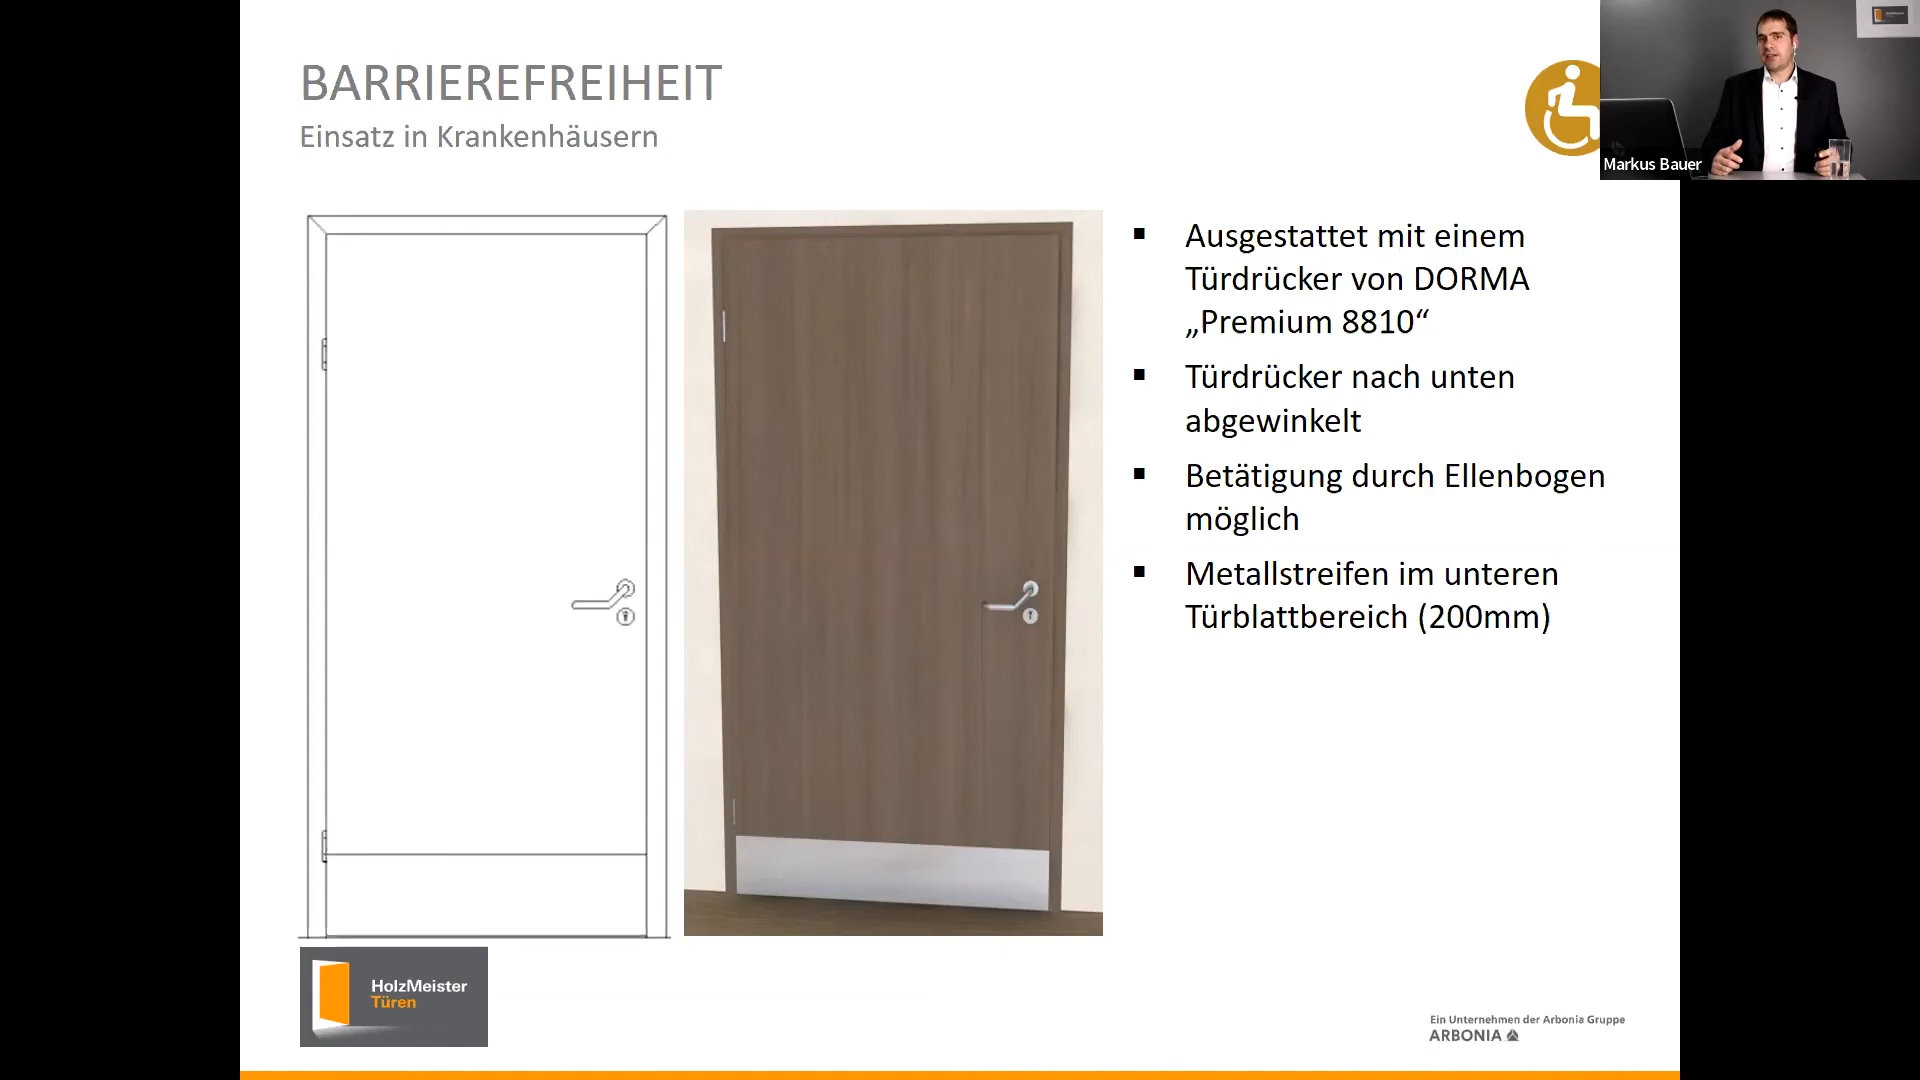 BARRIEREFREIHEIT
Einsatz in Krankenhäusern
Markus Bauer
▪ Ausgestattet mit einem
Türdrücker von DORMA
„Premium 8810“
▪ Türdrücker nach unten
abgewinkelt
▪ Betätigung durch Ellenbogen
möglich
▪ Metallstreifen im unteren
Türblattbereich (200mm)
HolzMeister
Türen
Ein Unternehmen der Arbonia Gruppe
ARBONIA